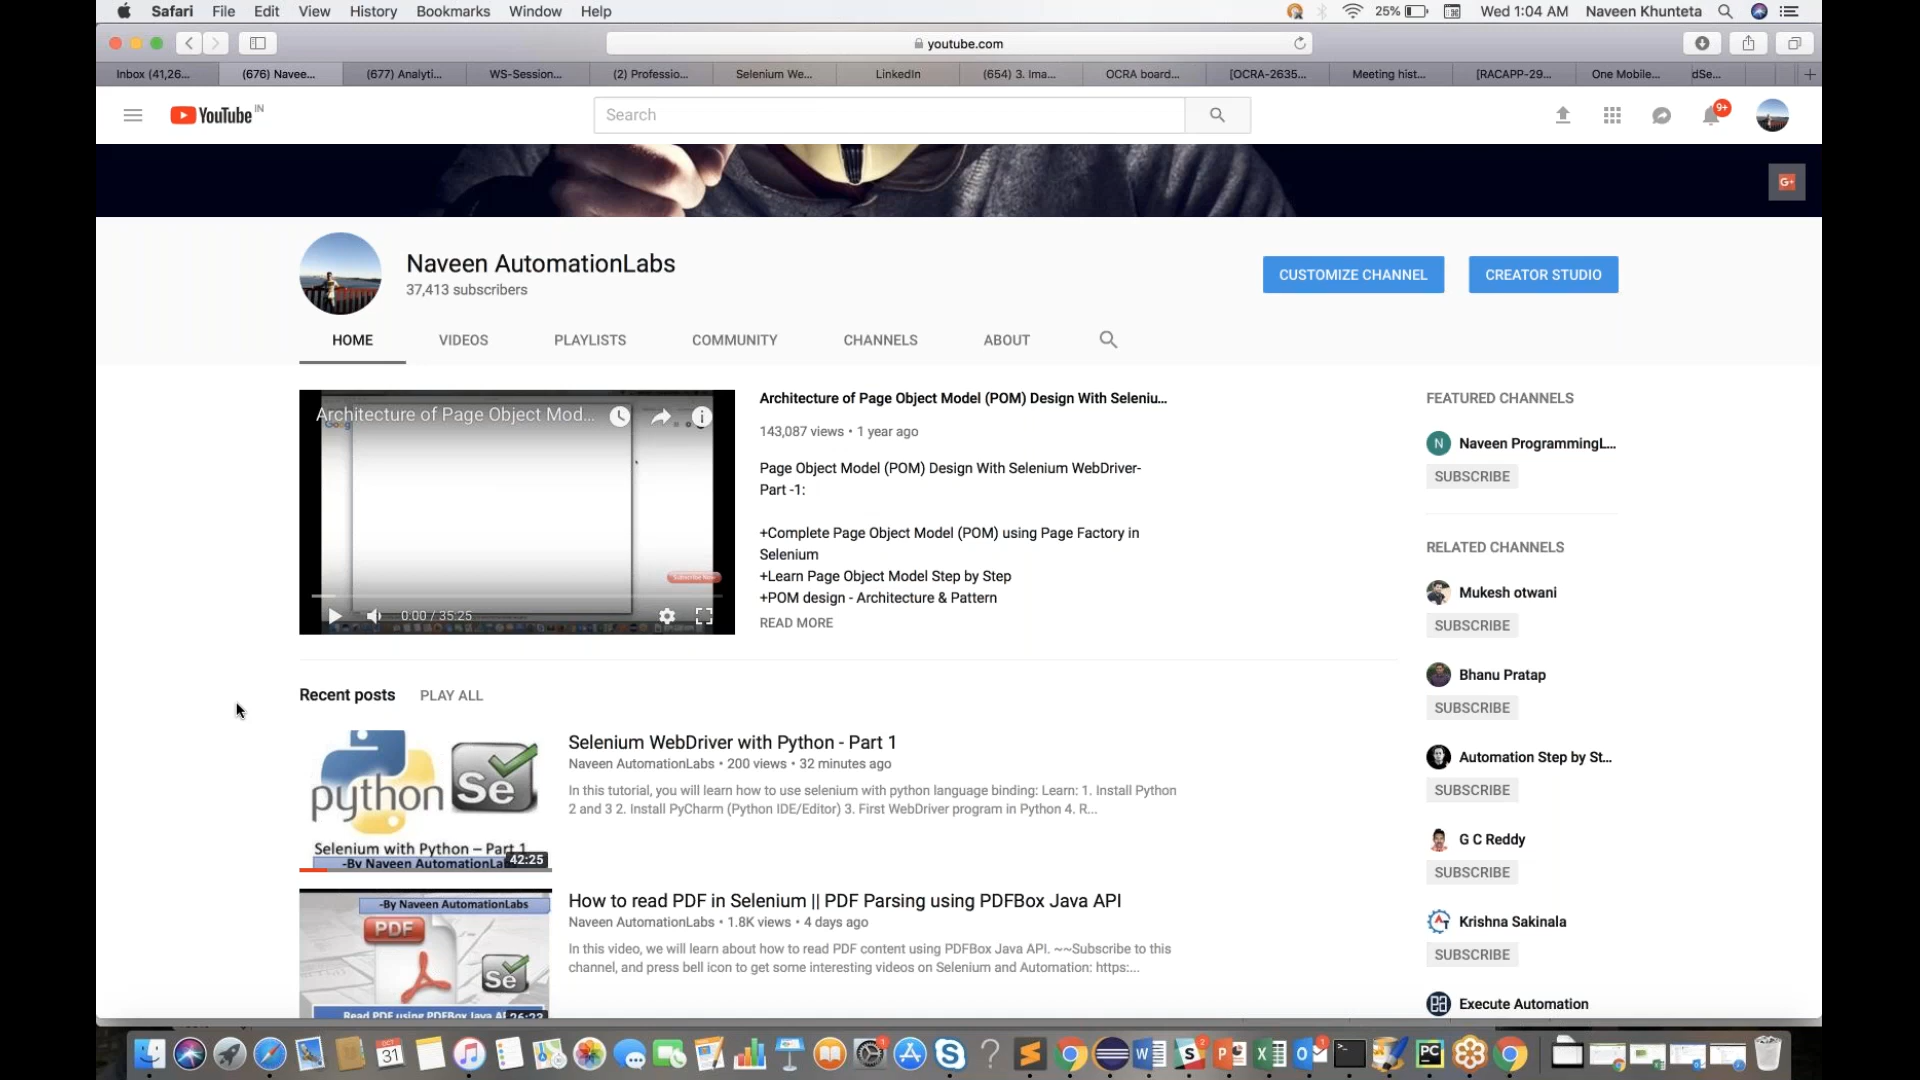 Safari File Edit View History Bookmarks Window Help
25% Wed 1:04 AM Naveen Khunteta
youtube.com
Inbox (41,26... (676) Navee... (677) Analyti... WS-Session... (2) Professio... Selenium We... LinkedIn (654) 3. Ima... OCRA board... [OCRA-2635... Meeting hist... [RACAPP-29... One Mobile... dSe...
YouTube IN
Search
9+
G+
Naveen AutomationLabs
37,413 subscribers
CUSTOMIZE CHANNEL
CREATOR STUDIO
HOME VIDEOS PLAYLISTS COMMUNITY CHANNELS ABOUT
Architecture of Page Object Mod...
Subscribe Now
0:00 / 35:25
Architecture of Page Object Model (POM) Design With Seleniu...
143,087 views • 1 year ago
Page Object Model (POM) Design With Selenium WebDriver-
Part -1:
+Complete Page Object Model (POM) using Page Factory in
Selenium
+Learn Page Object Model Step by Step
+POM design - Architecture & Pattern
READ MORE
FEATURED CHANNELS
N
Naveen ProgrammingL...
SUBSCRIBE
RELATED CHANNELS
Mukesh otwani
SUBSCRIBE
Bhanu Pratap
SUBSCRIBE
Automation Step by St...
SUBSCRIBE
G C Reddy
SUBSCRIBE
Krishna Sakinala
SUBSCRIBE
Execute Automation
Recent posts PLAY ALL
python Se
Selenium with Python – Part 1
-By Naveen AutomationLa
42:25
Selenium WebDriver with Python - Part 1
Naveen AutomationLabs • 200 views • 32 minutes ago
In this tutorial, you will learn how to use selenium with python language binding: Learn: 1. Install Python
2 and 3 2. Install PyCharm (Python IDE/Editor) 3. First WebDriver program in Python 4. R...
-By Naveen AutomationLabs
PDF
Se
Read PDF using PDFBox Java AP
26:23
How to read PDF in Selenium || PDF Parsing using PDFBox Java API
Naveen AutomationLabs • 1.8K views • 4 days ago
In this video, we will learn about how to read PDF content using PDFBox Java API. ~~Subscribe to this
channel, and press bell icon to get some interesting videos on Selenium and Automation: https:...
OCT
31
PC